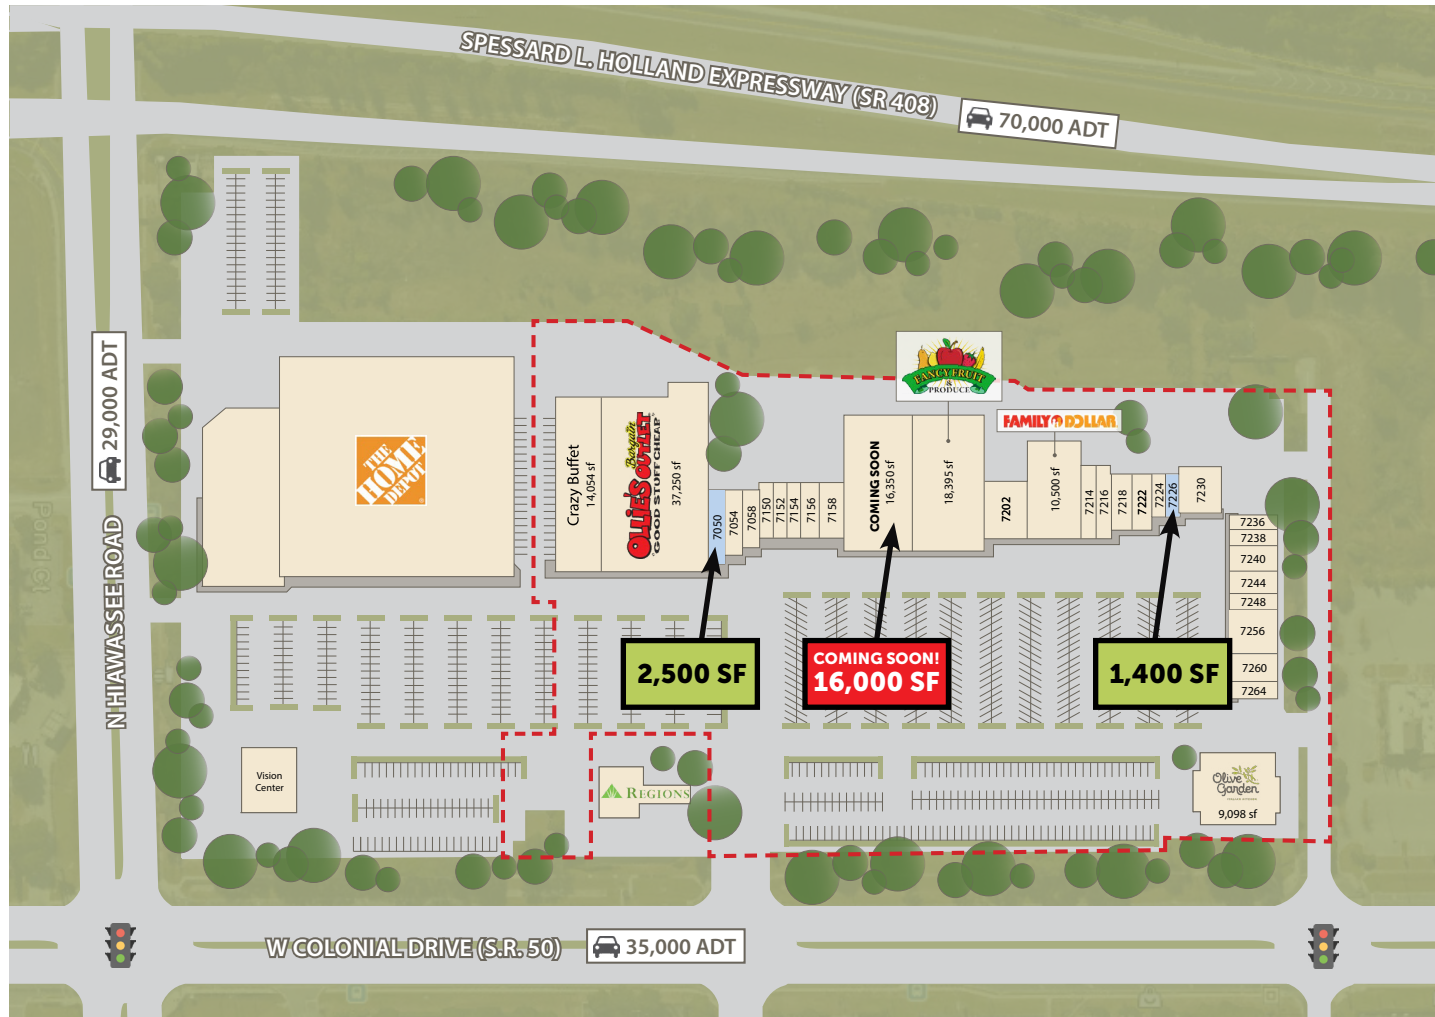 SPESSARD L. HOLLAND EXPRESSWAY (SR 408)
70,000 ADT
29,000 ADT
N HIAWASSEE ROAD
Pond Ct
THE
HOME
DEPOT
Crazy Buffet
14,054 sf
OLLIE'S Bargain OUTLET
"GOOD STUFF CHEAP"
37,250 sf
7050
7054
7058
7150
7152
7154
7156
7158
COMING SOON
16,350 sf
FANCY FRUIT
&
PRODUCE
18,395 sf
7202
FAMILY DOLLAR
10,500 sf
7214
7216
7218
7222
7224
7226
7230
7236
7238
7240
7244
7248
7256
7260
7264
2,500 SF
COMING SOON!
16,000 SF
1,400 SF
Vision
Center
REGIONS
Olive
Garden
9,098 sf
W COLONIAL DRIVE (S.R. 50)
35,000 ADT